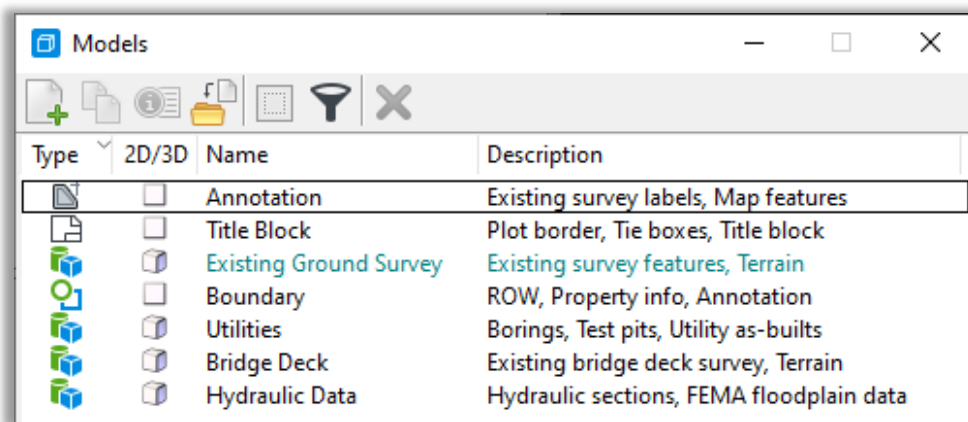 Models
Type 2D/3D Name Description
Annotation Existing survey labels, Map features
Title Block Plot border, Tie boxes, Title block
Existing Ground Survey Existing survey features, Terrain
Boundary ROW, Property info, Annotation
Utilities Borings, Test pits, Utility as-builts
Bridge Deck Existing bridge deck survey, Terrain
Hydraulic Data Hydraulic sections, FEMA floodplain data